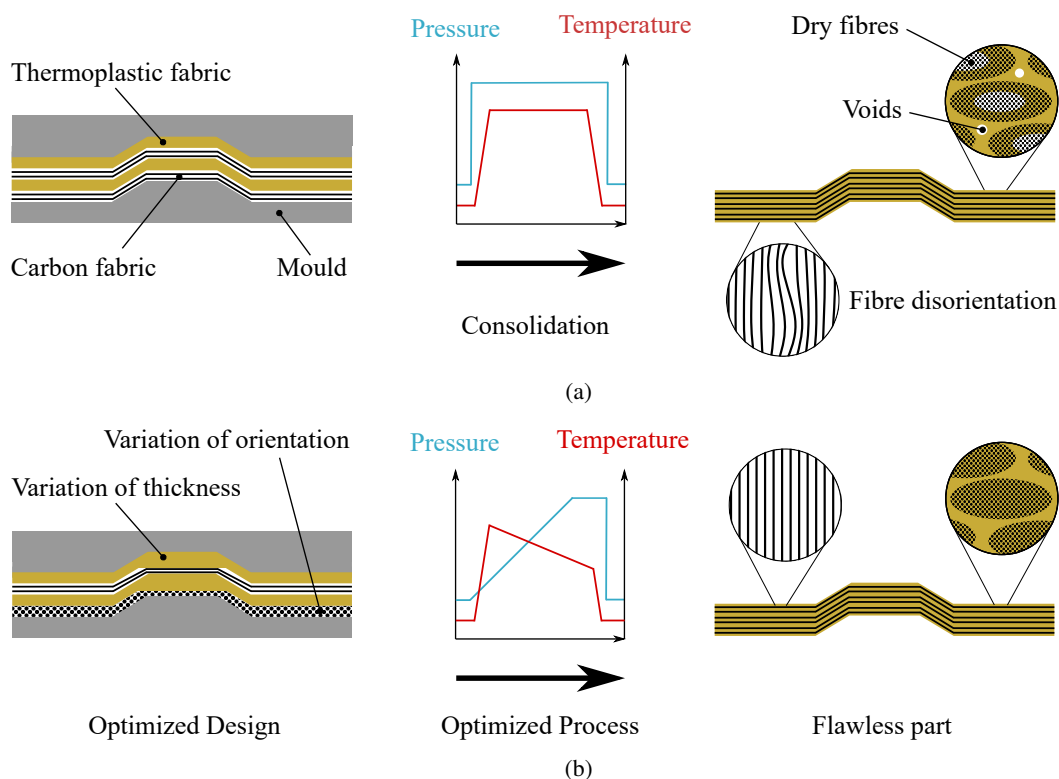 Pressure
Temperature
Dry fibres
Thermoplastic fabric
Voids
Carbon fabric
Mould
Consolidation
Fibre disorientation
(a)
Variation of orientation
Pressure
Temperature
Variation of thickness
Optimized Design
Optimized Process
Flawless part
(b)